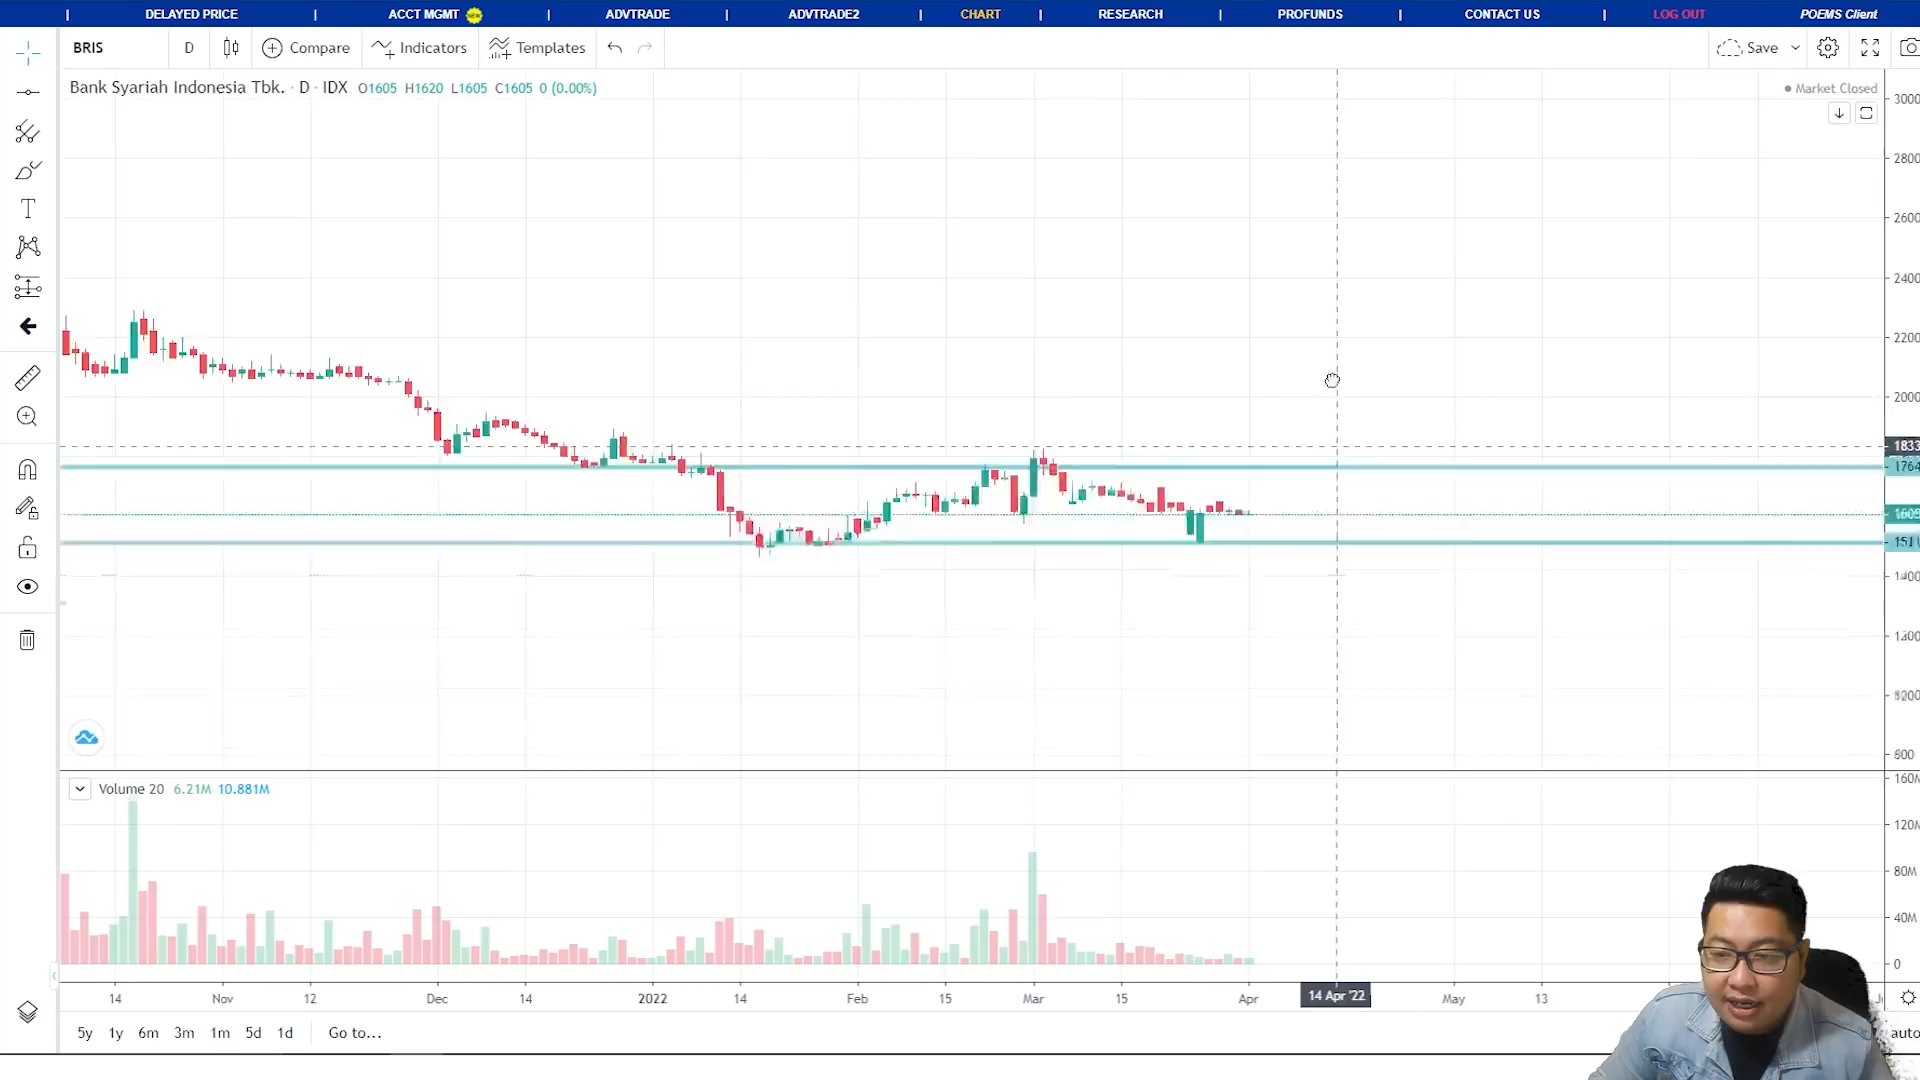 DELAYED PRICE | ACCT MGMT NEW | ADVTRADE | ADVTRADE2 | CHART | RESEARCH | PROFUNDS | CONTACT US | LOG OUT POEMS Client
BRIS D Compare Indicators Templates Save
Bank Syariah Indonesia Tbk. · D · IDX O1605 H1620 L1605 C1605 0 (0.00%)
Market Closed
3000
2800
2600
2400
2200
2000
1833
1764
1605
1511
600
Volume 20 6.21M 10.881M
160M
120M
80M
40M
0
14 Nov 12 Dec 14 2022 14 Feb 15 Mar 15 Apr 14 Apr '22 May 13
5y 1y 6m 3m 1m 5d 1d Go to...
auto